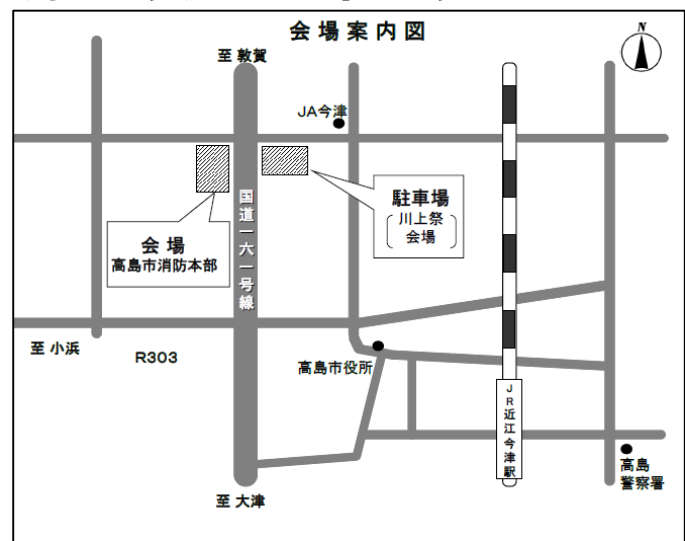 会場案内図
至 敦賀
N
JA今津
駐車場
川上祭
会場
国道一六一号線
会 場
高島市消防本部
至 小浜
R303
高島市役所
JR近江今津駅
高島
警察署
至 大津